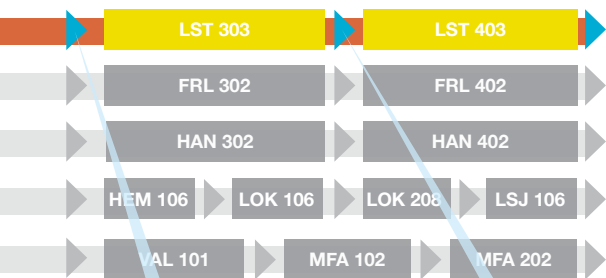 LST 303 LST 403
FRL 302 FRL 402
HAN 302 HAN 402
HEM 106 LOK 106 LOK 208 LSJ 106
VAL 101 MFA 102 MFA 202